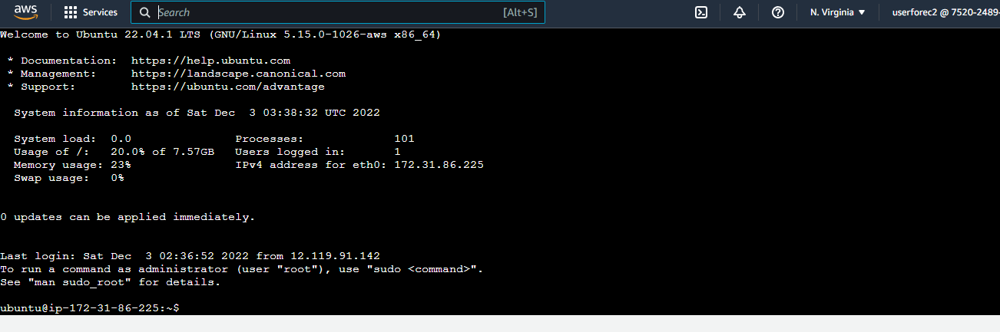 aws Services Search [Alt+S] N. Virginia ▼ userforec2 @ 7520-2489-
Welcome to Ubuntu 22.04.1 LTS (GNU/Linux 5.15.0-1026-aws x86_64)
* Documentation: https://help.ubuntu.com
* Management: https://landscape.canonical.com
* Support: https://ubuntu.com/advantage
System information as of Sat Dec 3 03:38:32 UTC 2022
System load: 0.0 Processes: 101
Usage of /: 20.0% of 7.57GB Users logged in: 1
Memory usage: 23% IPv4 address for eth0: 172.31.86.225
Swap usage: 0%
0 updates can be applied immediately.
Last login: Sat Dec 3 02:36:52 2022 from 12.119.91.142
To run a command as administrator (user "root"), use "sudo <command>".
See "man sudo_root" for details.
ubuntu@ip-172-31-86-225:~$